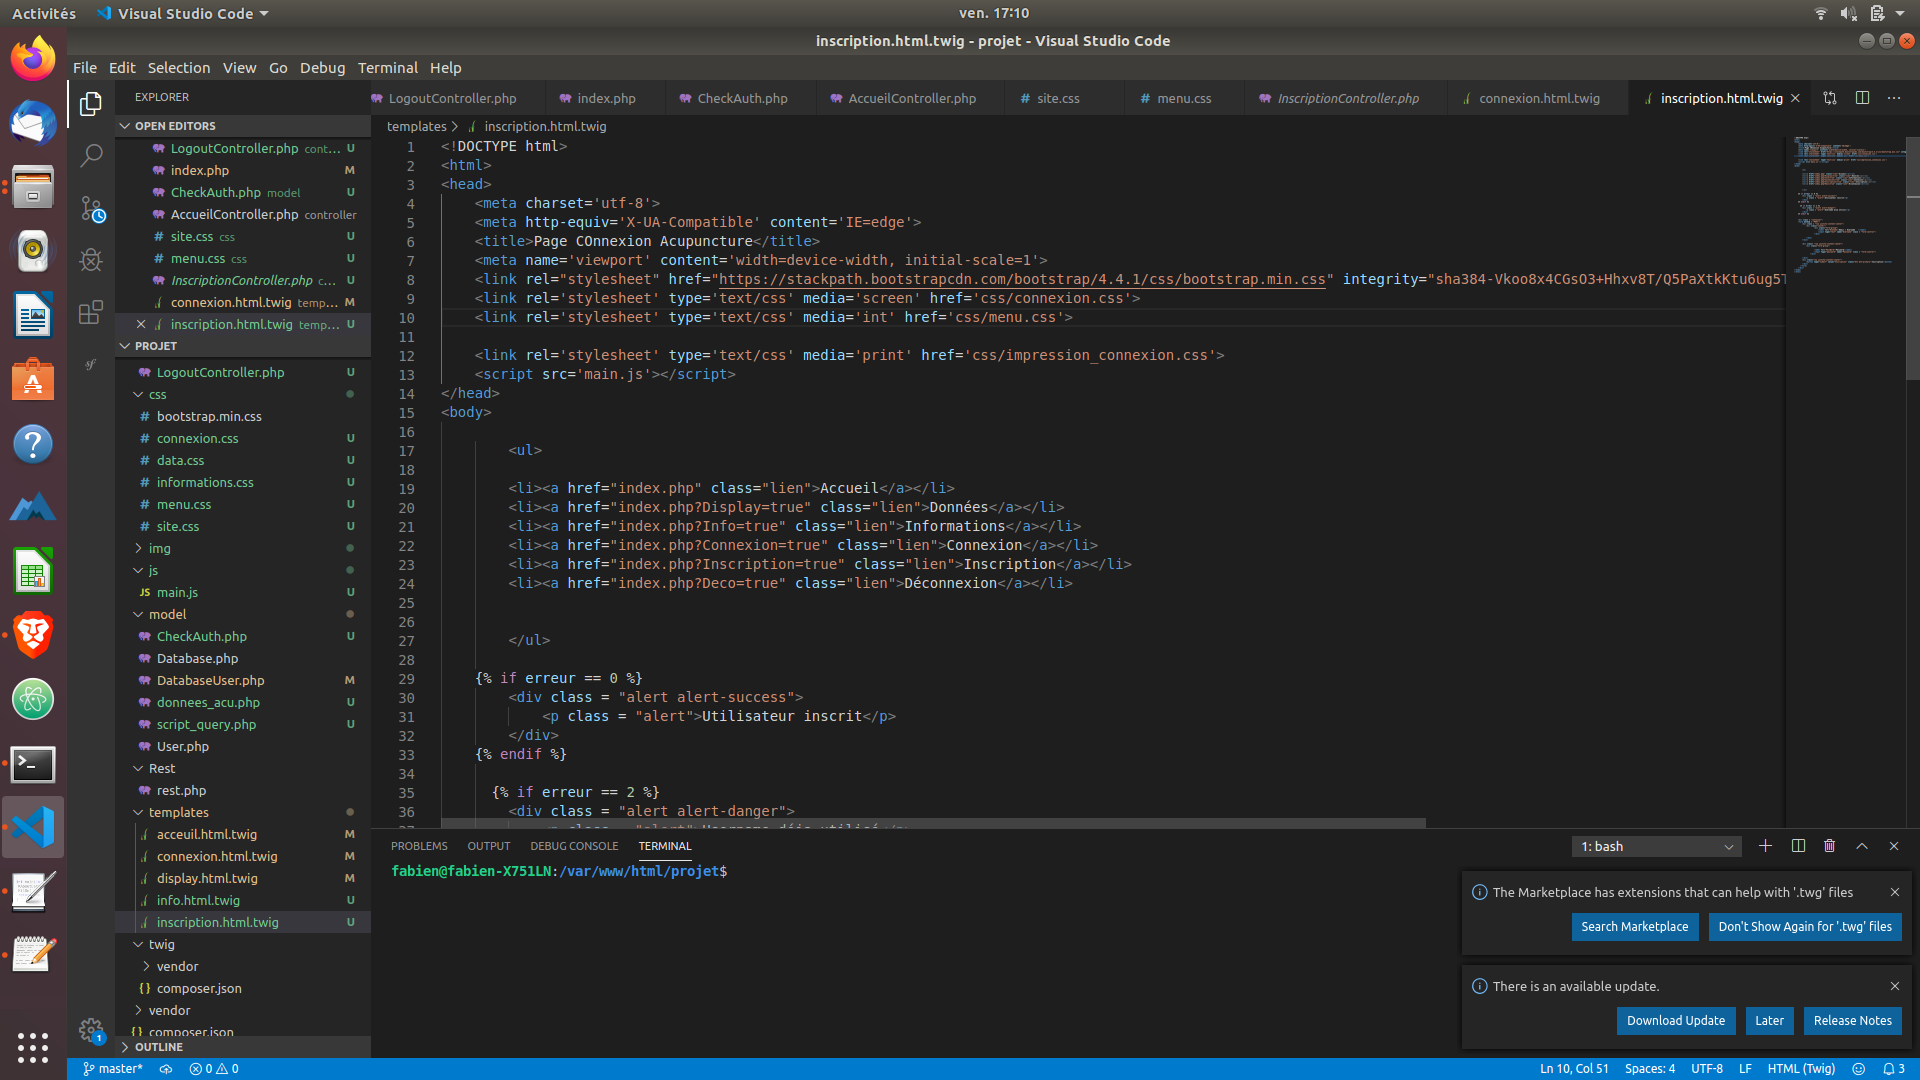 Activités
Visual Studio Code
ven. 17:10
inscription.html.twig - projet - Visual Studio Code
File Edit Selection View Go Debug Terminal Help
EXPLORER
OPEN EDITORS
LogoutController.php cont... U
index.php M
CheckAuth.php model U
AccueilController.php controller
# site.css css U
# menu.css css U
InscriptionController.php c... U
connexion.html.twig temp... M
inscription.html.twig temp... U
PROJET
LogoutController.php U
css
# bootstrap.min.css
# connexion.css U
# data.css U
# informations.css U
# menu.css U
# site.css U
img
js
JS main.js U
model
CheckAuth.php U
Database.php
DatabaseUser.php M
donnees_acu.php U
script_query.php U
User.php
Rest
rest.php
templates
acceuil.html.twig M
connexion.html.twig M
display.html.twig M
info.html.twig U
inscription.html.twig U
twig
vendor
{} composer.json
vendor
{} composer.json
OUTLINE
LogoutController.php
index.php
CheckAuth.php
AccueilController.php
# site.css
# menu.css
InscriptionController.php
connexion.html.twig
inscription.html.twig
templates > inscription.html.twig
1 <!DOCTYPE html>
2 <html>
3 <head>
4 <meta charset='utf-8'>
5 <meta http-equiv='X-UA-Compatible' content='IE=edge'>
6 <title>Page COnnexion Acupuncture</title>
7 <meta name='viewport' content='width=device-width, initial-scale=1'>
8 <link rel="stylesheet" href="https://stackpath.bootstrapcdn.com/bootstrap/4.4.1/css/bootstrap.min.css" integrity="sha384-Vkoo8x4CGsO3+Hhxv8T/Q5PaXtkKtu6ug5T
9 <link rel='stylesheet' type='text/css' media='screen' href='css/connexion.css'>
10 <link rel='stylesheet' type='text/css' media='int' href='css/menu.css'>
11
12 <link rel='stylesheet' type='text/css' media='print' href='css/impression_connexion.css'>
13 <script src='main.js'></script>
14 </head>
15 <body>
16
17 <ul>
18
19 <li><a href="index.php" class="lien">Accueil</a></li>
20 <li><a href="index.php?Display=true" class="lien">Données</a></li>
21 <li><a href="index.php?Info=true" class="lien">Informations</a></li>
22 <li><a href="index.php?Connexion=true" class="lien">Connexion</a></li>
23 <li><a href="index.php?Inscription=true" class="lien">Inscription</a></li>
24 <li><a href="index.php?Deco=true" class="lien">Déconnexion</a></li>
25
26
27 </ul>
28
29 {% if erreur == 0 %}
30 <div class = "alert alert-success">
31 <p class = "alert">Utilisateur inscrit</p>
32 </div>
33 {% endif %}
34
35 {% if erreur == 2 %}
36 <div class = "alert alert-danger">
PROBLEMS OUTPUT DEBUG CONSOLE TERMINAL
1: bash
fabien@fabien-X751LN:/var/www/html/projet$
The Marketplace has extensions that can help with '.twg' files
Search Marketplace
Don't Show Again for '.twg' files
There is an available update.
Download Update
Later
Release Notes
1
master* 0 0
Ln 10, Col 51 Spaces: 4 UTF-8 LF HTML (Twig) 3